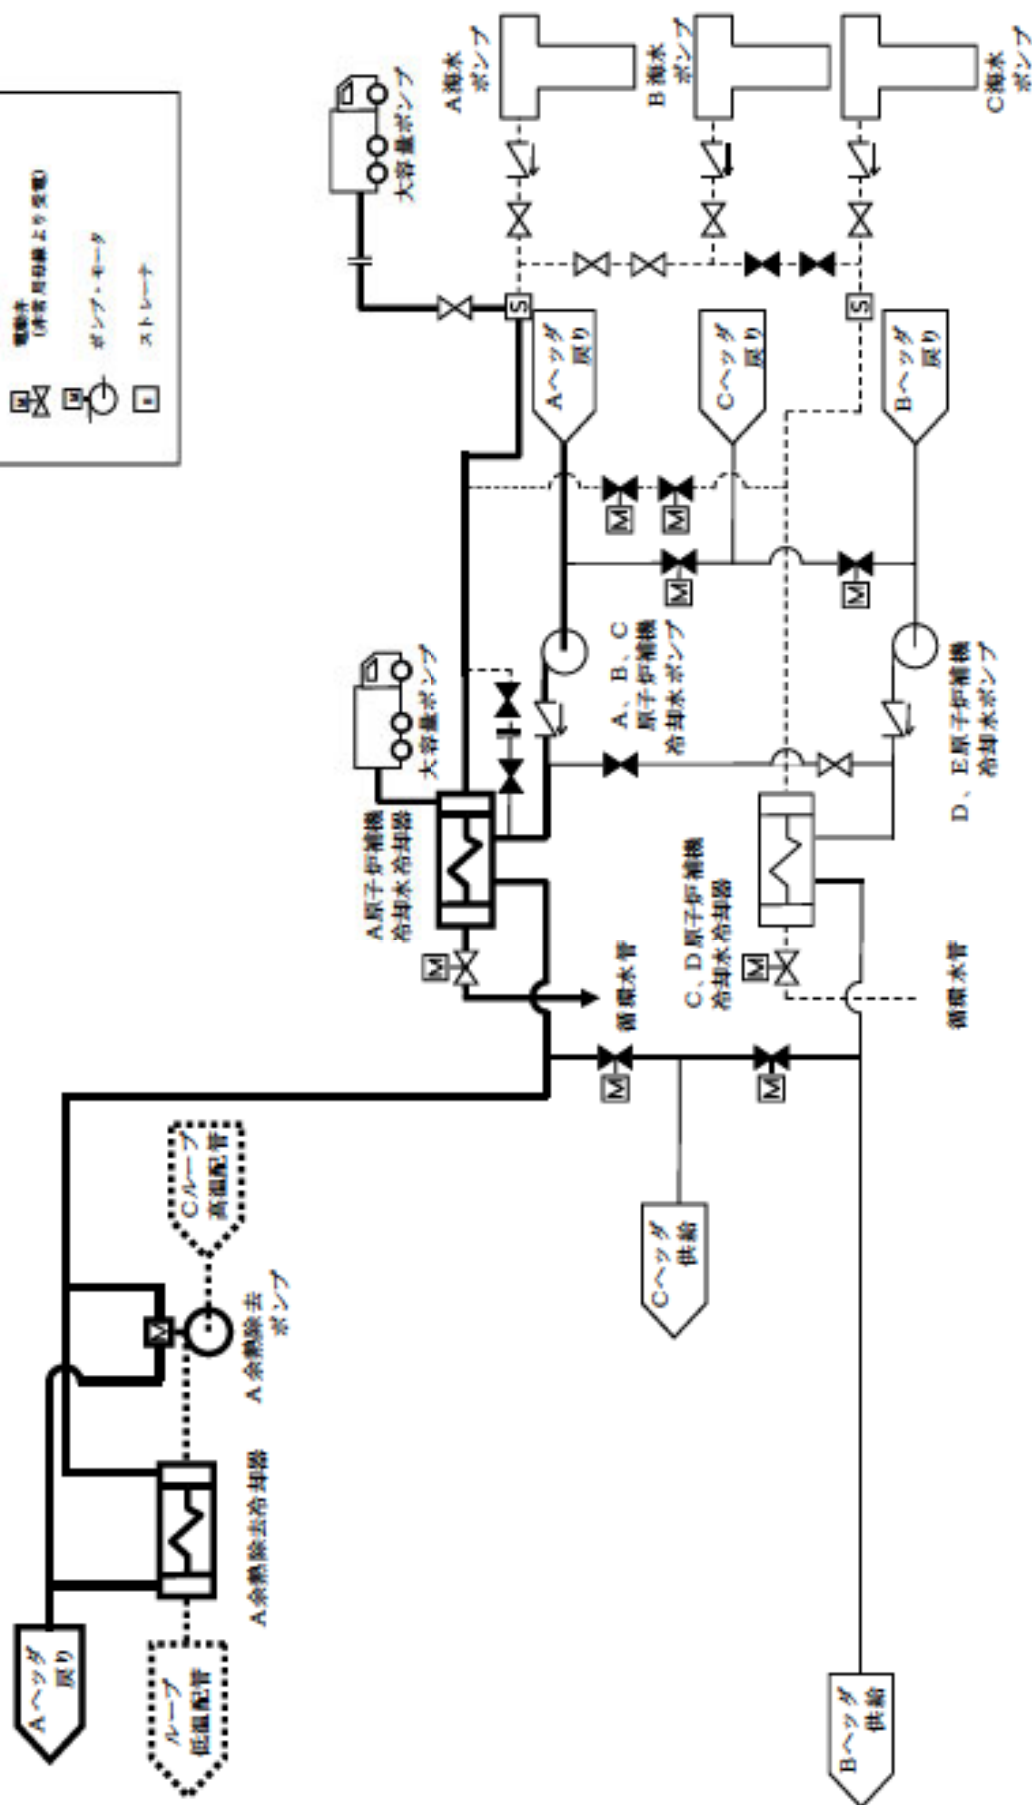 電動弁
(非常用母線より受電)
ポンプ・モータ
ストレーナ
M
M
S
大容量ポンプ
A海水
ポンプ
B海水
ポンプ
C海水
ポンプ
S
S
Aヘッダ
戻り
Cヘッダ
戻り
Bヘッダ
戻り
M
M
M
M
大容量ポンプ
A、B、C
原子炉補機
冷却水ポンプ
D、E原子炉補機
冷却水ポンプ
A原子炉補機
冷却水冷却器
C、D原子炉補機
冷却水冷却器
M
M
循環水管
循環水管
M
M
Cループ
高温配管
M
A余熱除去
ポンプ
Cヘッダ
供給
A余熱除去冷却器
Aヘッダ
戻り
ループ
低温配管
Bヘッダ
供給